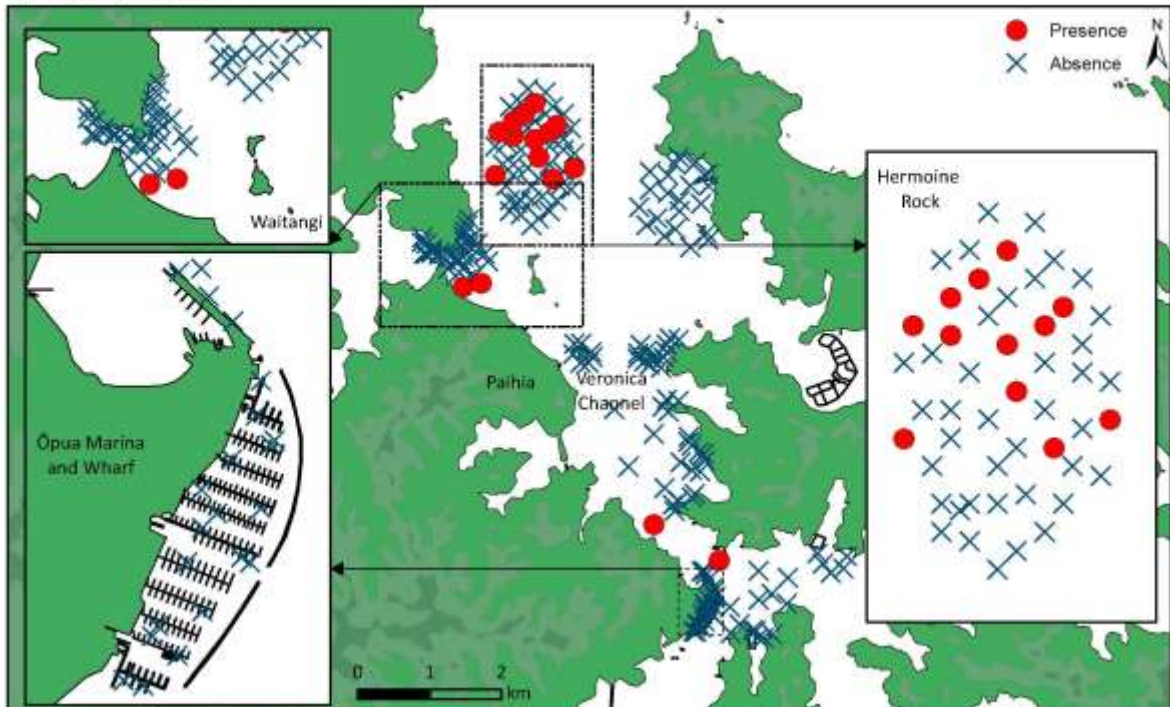 Presence
Absence
N
Waitangi
Hermoine
Rock
Ōpua Marina
and Wharf
Paihia
Veronica
Channel
0 1 2
km